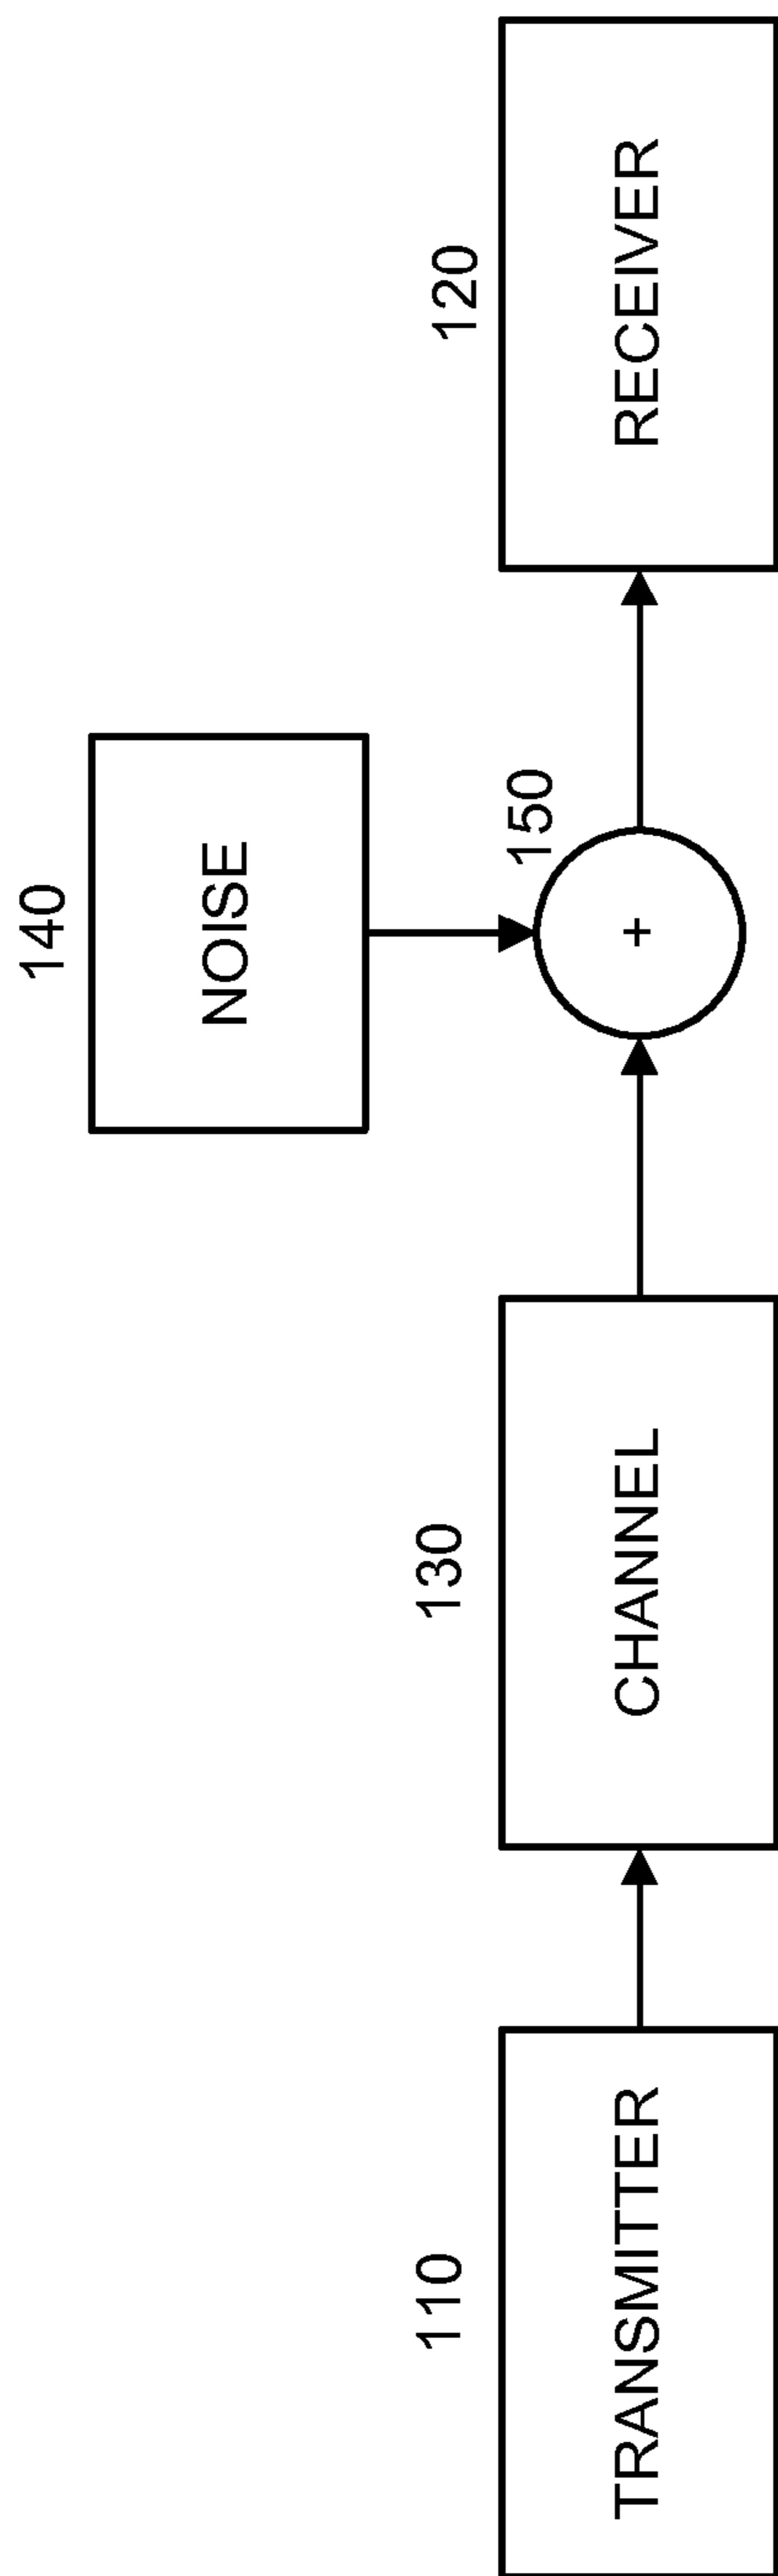 140
NOISE
110
130
150
120
TRANSMITTER
CHANNEL
+
RECEIVER